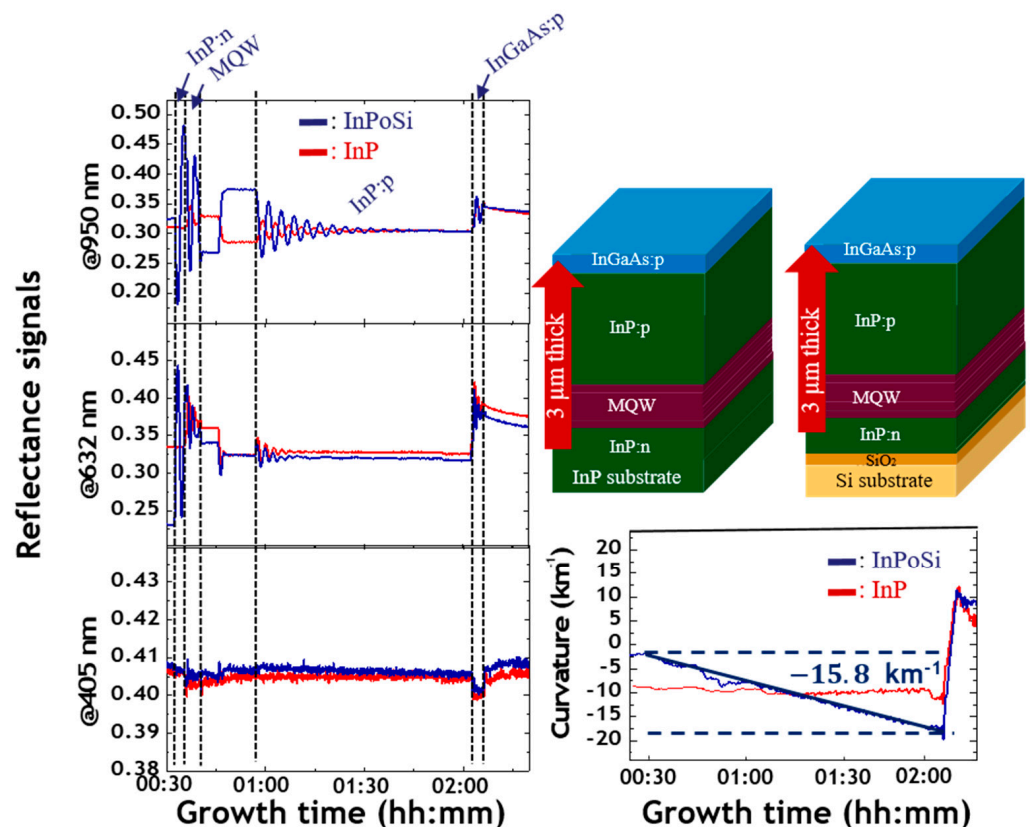 InP:n
MQW
InGaAs:p
: InPoSi
: InP
InP:p
Reflectance signals
@950 nm
0.50
0.45
0.40
0.35
0.30
0.25
0.20
@632 nm
0.45
0.40
0.35
0.30
0.25
@405 nm
0.43
0.42
0.41
0.40
0.39
0.38
00:30
01:00
01:30
02:00
Growth time (hh:mm)
InGaAs:p
InP:p
MQW
InP:n
InP substrate
3 μm thick
InGaAs:p
InP:p
MQW
InP:n
SiO₂
Si substrate
3 μm thick
Curvature (km⁻¹)
20
15
10
5
0
-5
-10
-15
-20
: InPoSi
: InP
−15.8 km⁻¹
00:30
01:00
01:30
02:00
Growth time (hh:mm)